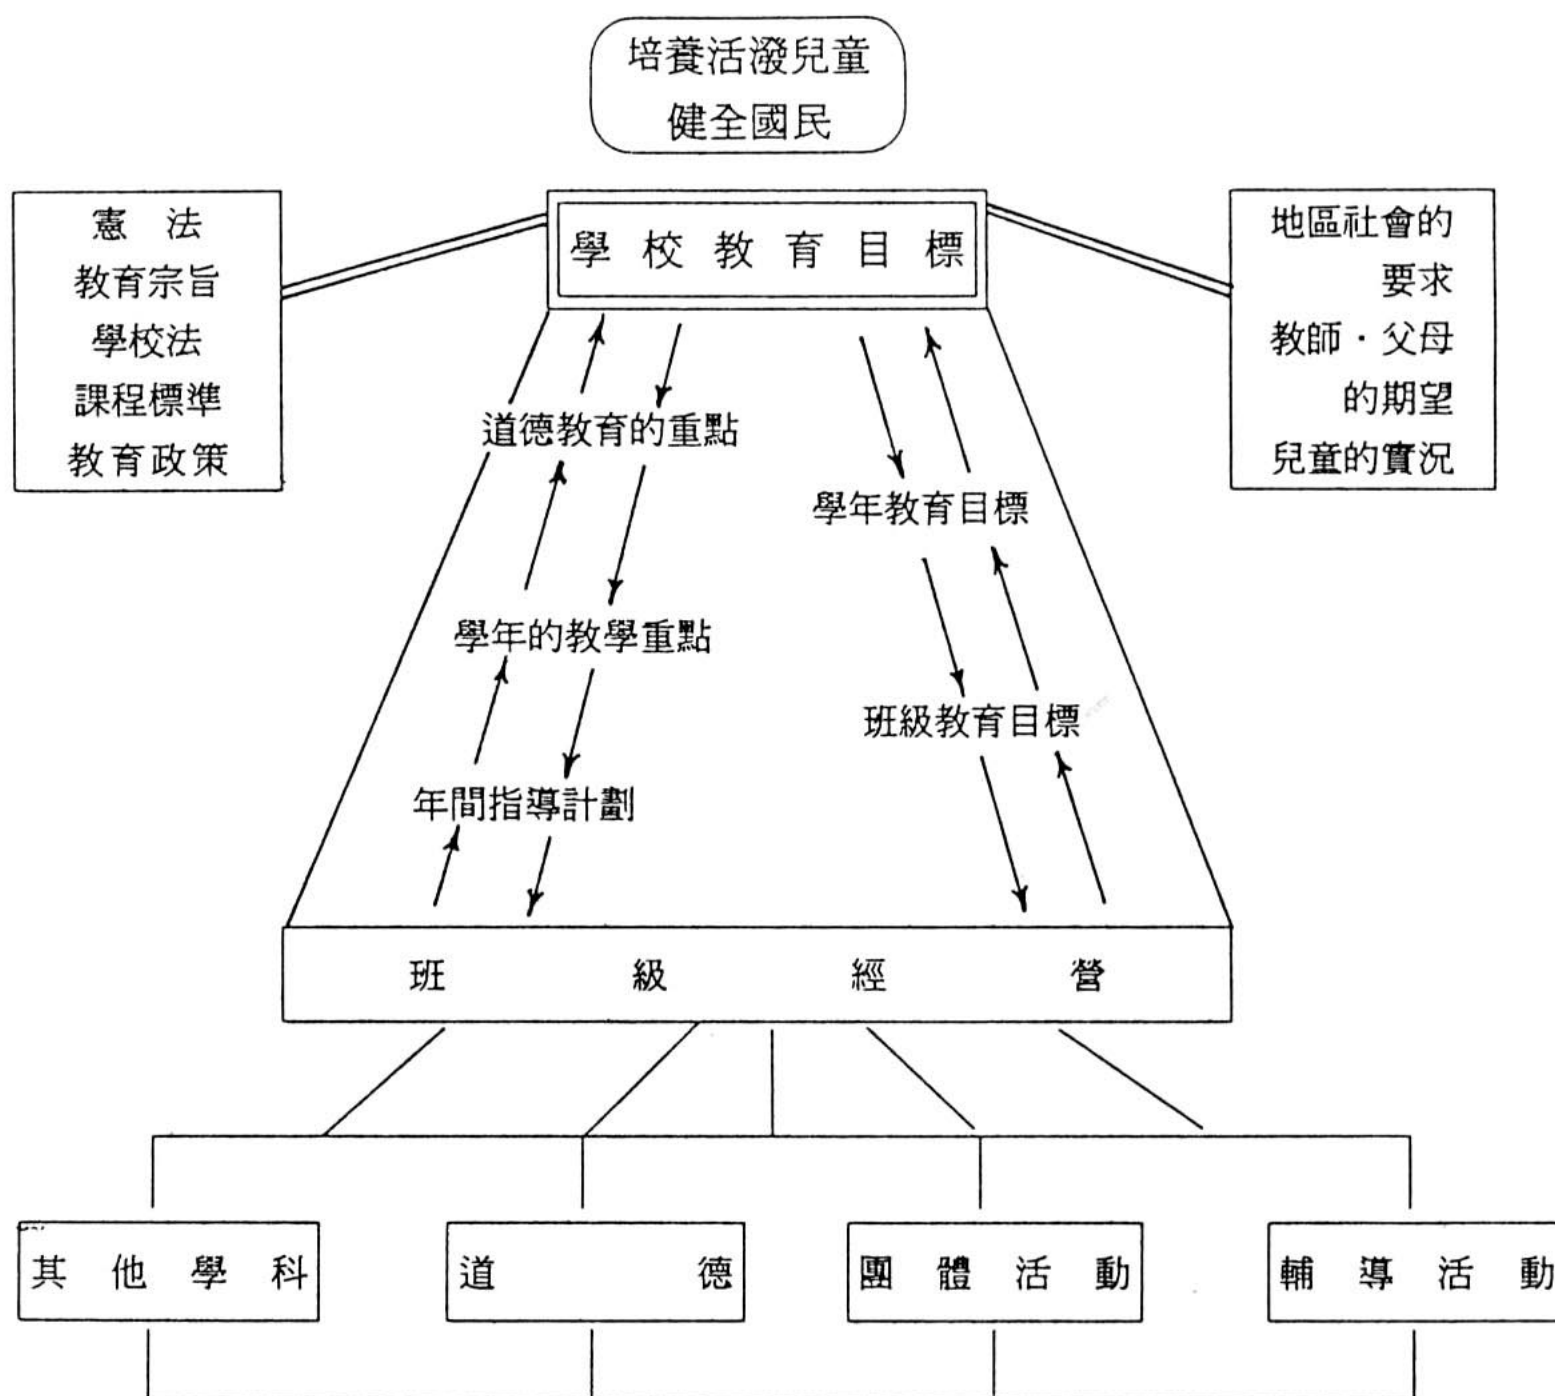 培養活潑兒童
健全國民
憲法
教育宗旨
學校法
課程標準
教育政策
學校教育目標
地區社會的
要求
教師・父母
的期望
兒童的實況
道德教育的重點
學年教育目標
學年的教學重點
班級教育目標
年間指導計劃
班級經營
其他學科
道德
團體活動
輔導活動